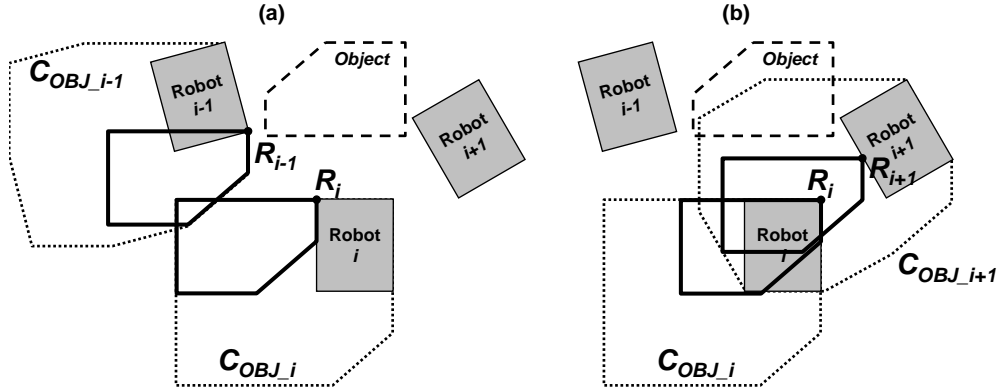 (a)
C_OBJ_i-1
Robot
i-1
Object
Robot
i+1
R_i-1
R_i
Robot
i
C_OBJ_i
(b)
Robot
i-1
Object
Robot
i+1
R_i+1
R_i
Robot
i
C_OBJ_i+1
C_OBJ_i